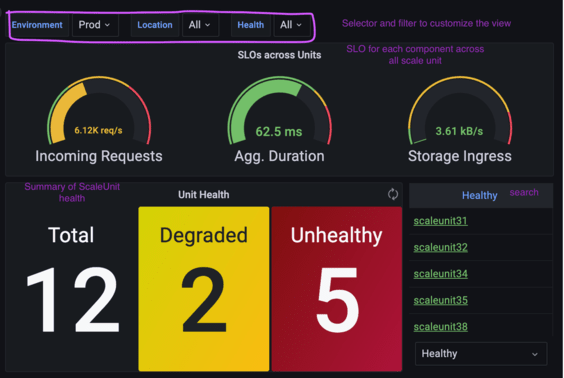 Environment Prod Location All Health All Selector and filter to customize the view
SLOs across Units
SLO for each component across
all scale unit
6.12K req/s 62.5 ms 3.61 kB/s
Incoming Requests Agg. Duration Storage Ingress
Summary of ScaleUnit
health
Unit Health
Healthy search
Total Degraded Unhealthy
12 2 5
scaleunit31
scaleunit32
scaleunit34
scaleunit35
scaleunit38
Healthy